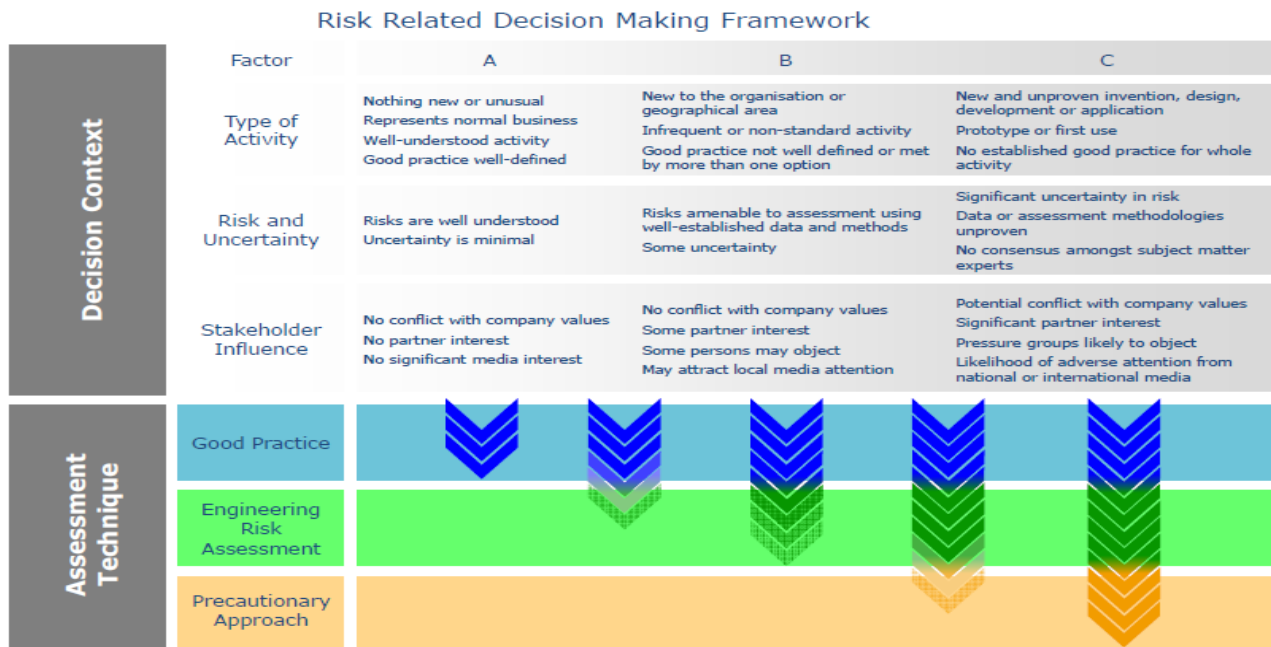 Risk Related Decision Making Framework
Decision Context
Factor
A
B
C
Type of
Activity
Nothing new or unusual
Represents normal business
Well-understood activity
Good practice well-defined
New to the organisation or
geographical area
Infrequent or non-standard activity
Good practice not well defined or met
by more than one option
New and unproven invention, design,
development or application
Prototype or first use
No established good practice for whole
activity
Risk and
Uncertainty
Risks are well understood
Uncertainty is minimal
Risks amenable to assessment using
well-established data and methods
Some uncertainty
Significant uncertainty in risk
Data or assessment methodologies
unproven
No consensus amongst subject matter
experts
Stakeholder
Influence
No conflict with company values
No partner interest
No significant media interest
No conflict with company values
Some partner interest
Some persons may object
May attract local media attention
Potential conflict with company values
Significant partner interest
Pressure groups likely to object
Likelihood of adverse attention from
national or international media
Assessment
Technique
Good Practice
Engineering
Risk
Assessment
Precautionary
Approach